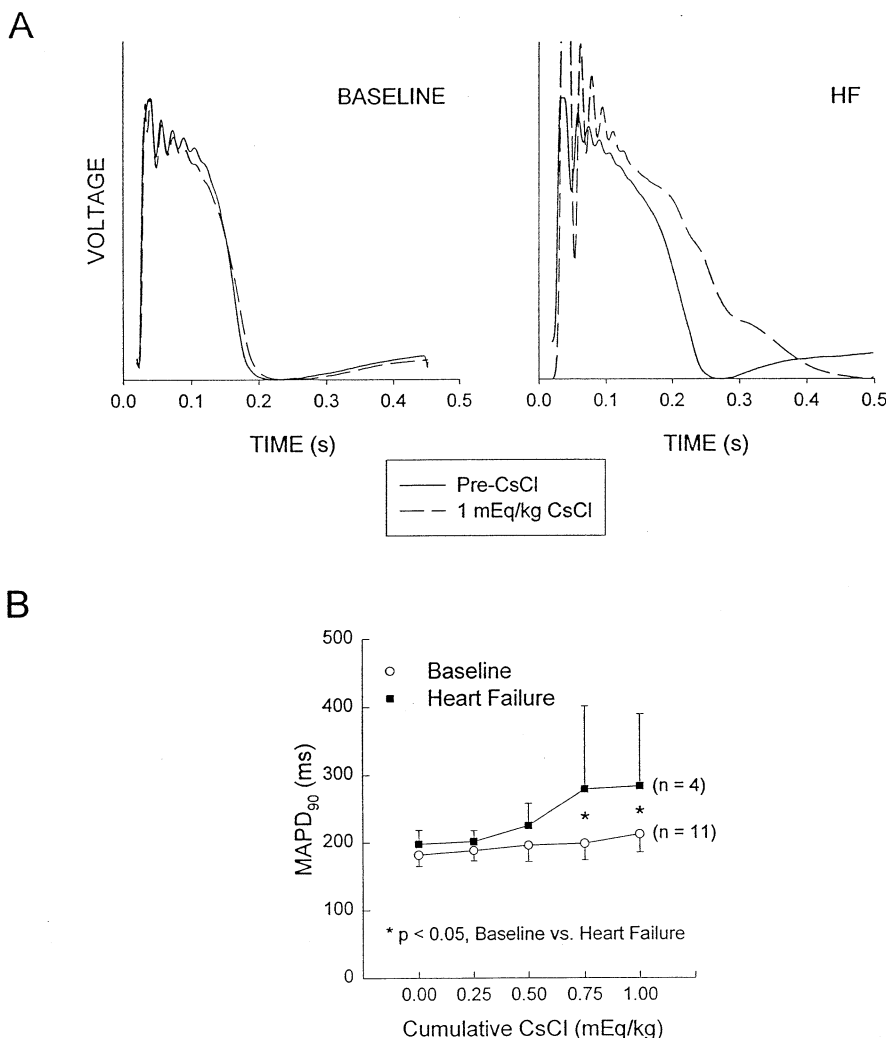 A
BASELINE
HF
VOLTAGE
0.0 0.1 0.2 0.3 0.4 0.5
0.0 0.1 0.2 0.3 0.4 0.5
TIME (s)
TIME (s)
Pre-CsCl
1 mEq/kg CsCl
B
500
400
300
200
100
0
MAPD90 (ms)
Baseline
Heart Failure
(n = 4)
* *
(n = 11)
* p < 0.05, Baseline vs. Heart Failure
0.00 0.25 0.50 0.75 1.00
Cumulative CsCl (mEq/kg)